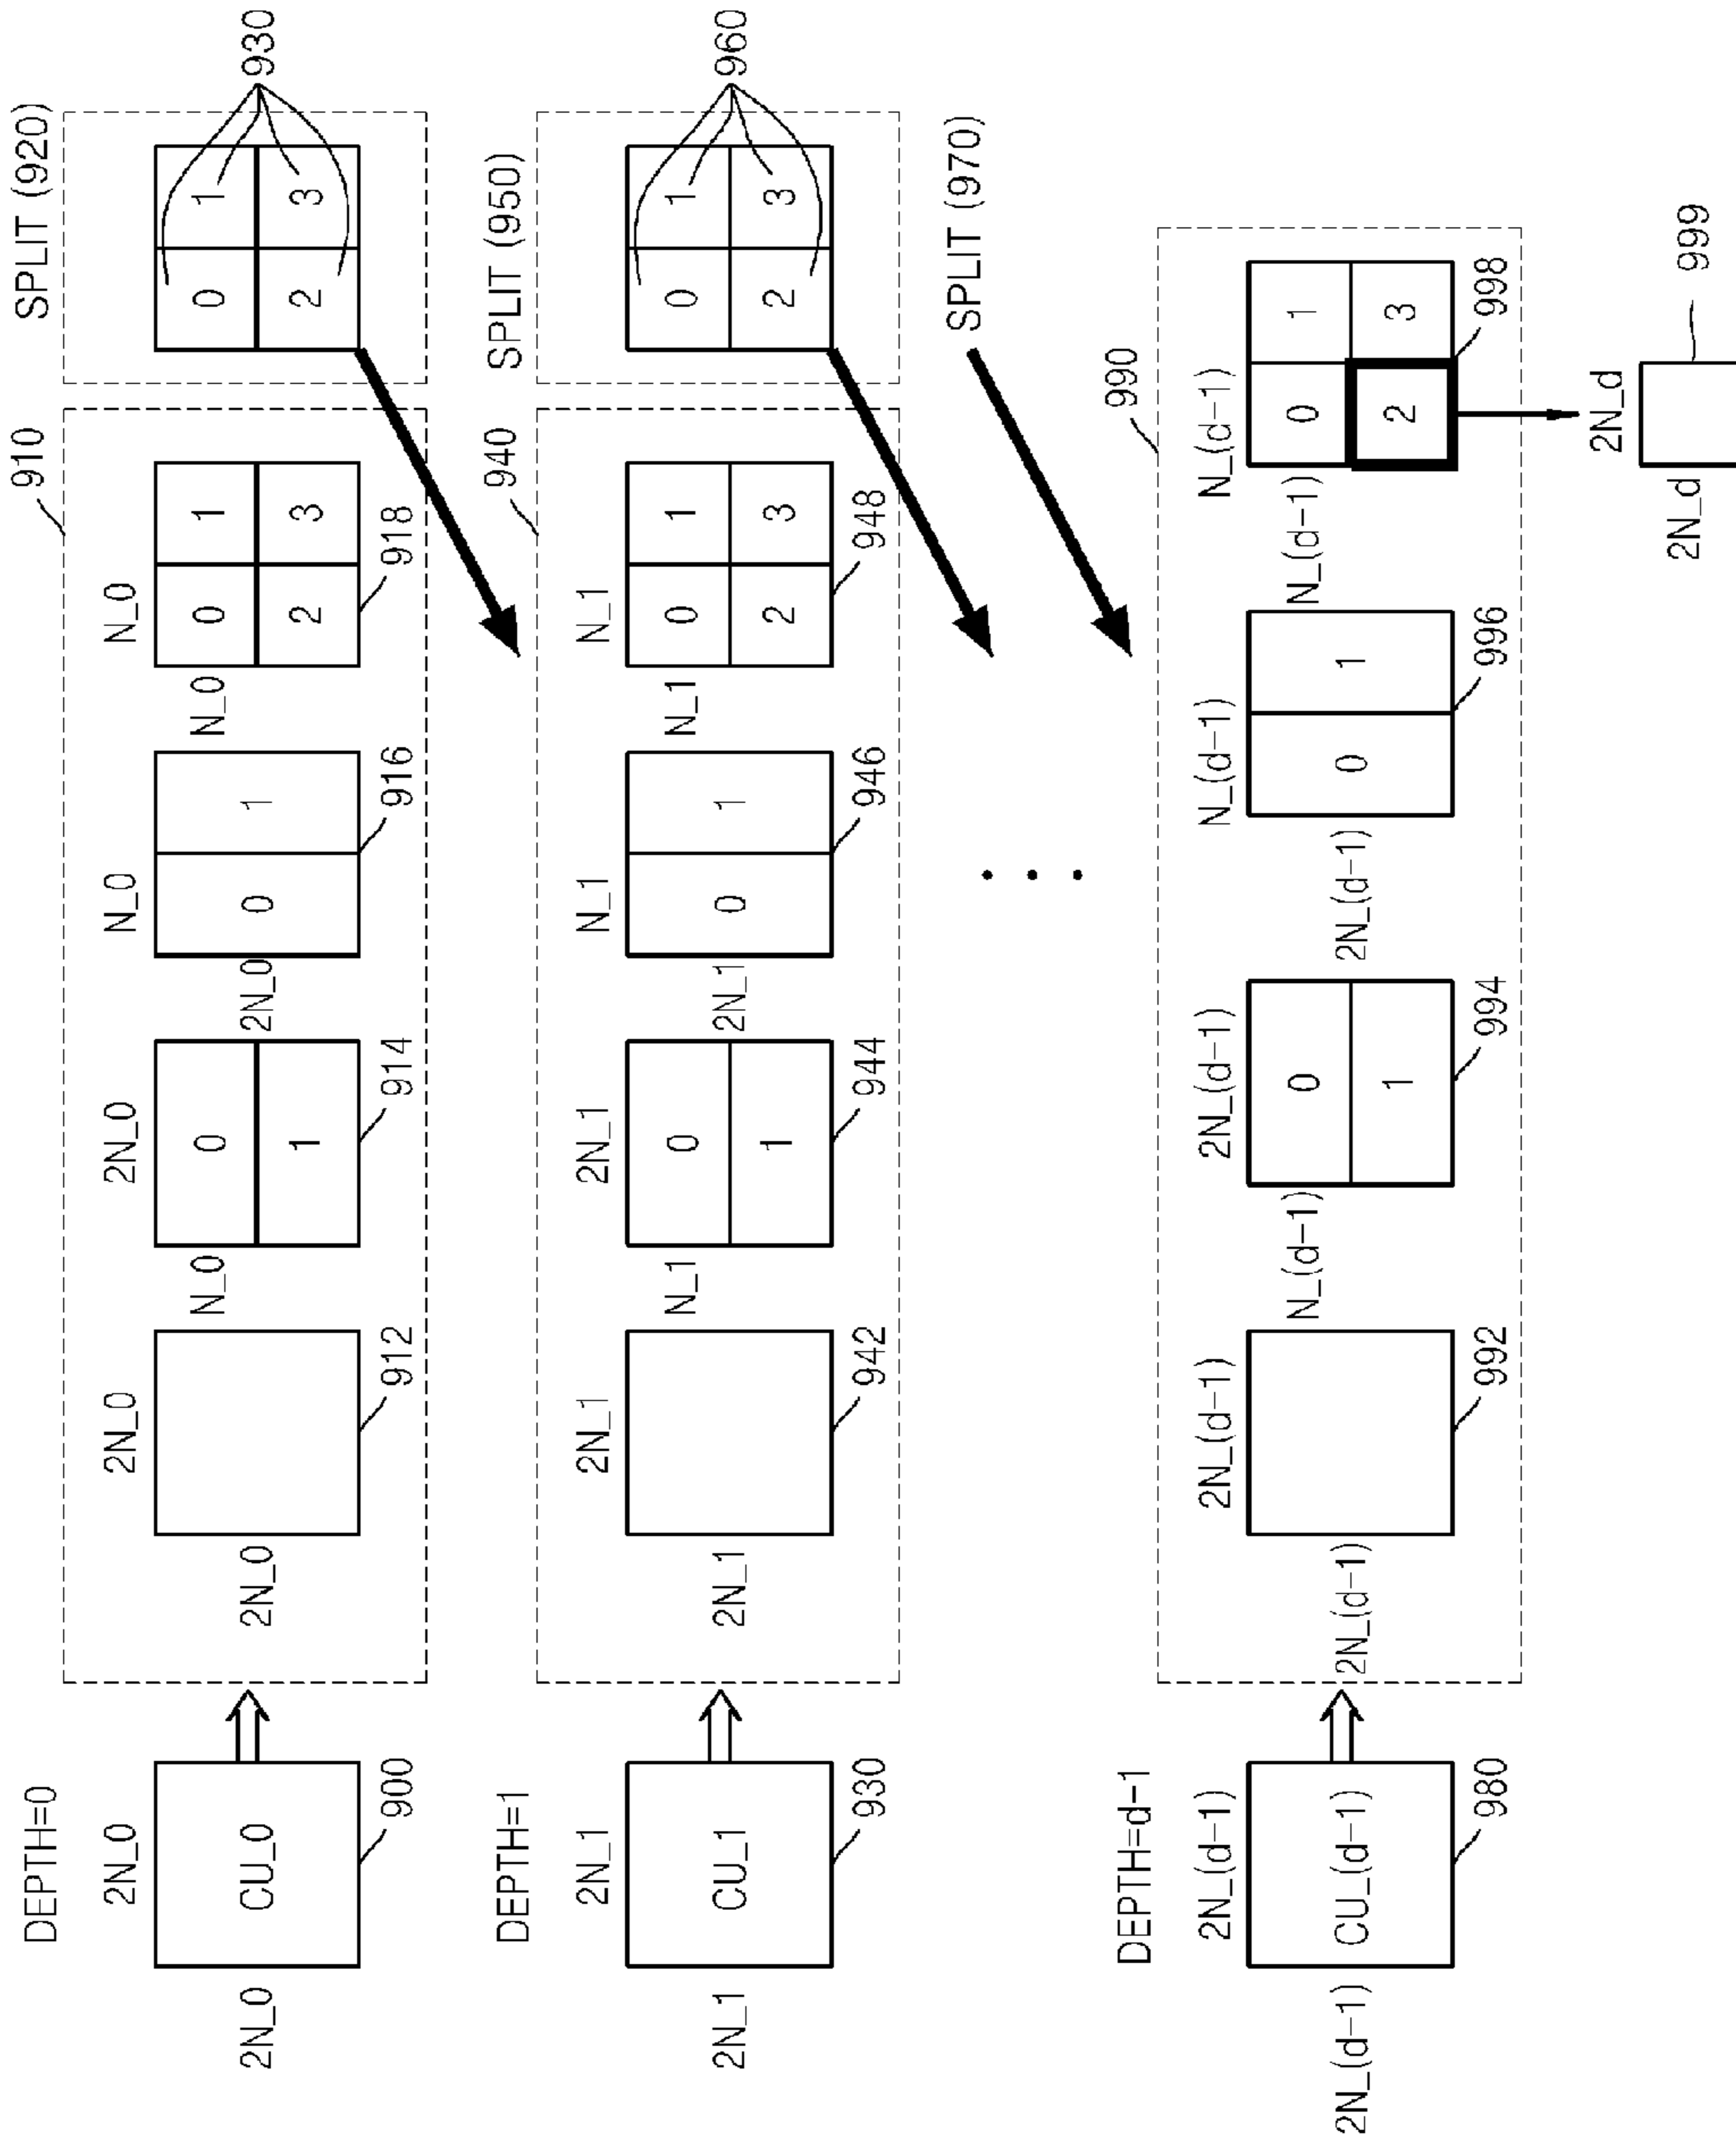 DEPTH=0
2N_0
2N_0
CU_0
900
910
2N_0
2N_0
912
2N_0
N_0
0
1
914
N_0
2N_0
0
1
916
N_0
N_0
0
1
2
3
918
SPLIT (920)
0
1
2
3
930
DEPTH=1
2N_1
2N_1
CU_1
930
940
2N_1
2N_1
942
2N_1
N_1
0
1
944
N_1
2N_1
0
1
946
N_1
N_1
0
1
2
3
948
SPLIT (950)
0
1
2
3
960
SPLIT (970)
DEPTH=d-1
2N_(d-1)
2N_(d-1)
CU_(d-1)
980
990
2N_(d-1)
2N_(d-1)
992
2N_(d-1)
N_(d-1)
0
1
994
N_(d-1)
2N_(d-1)
0
1
996
N_(d-1)
N_(d-1)
0
1
2
3
998
2N_d
2N_d
999